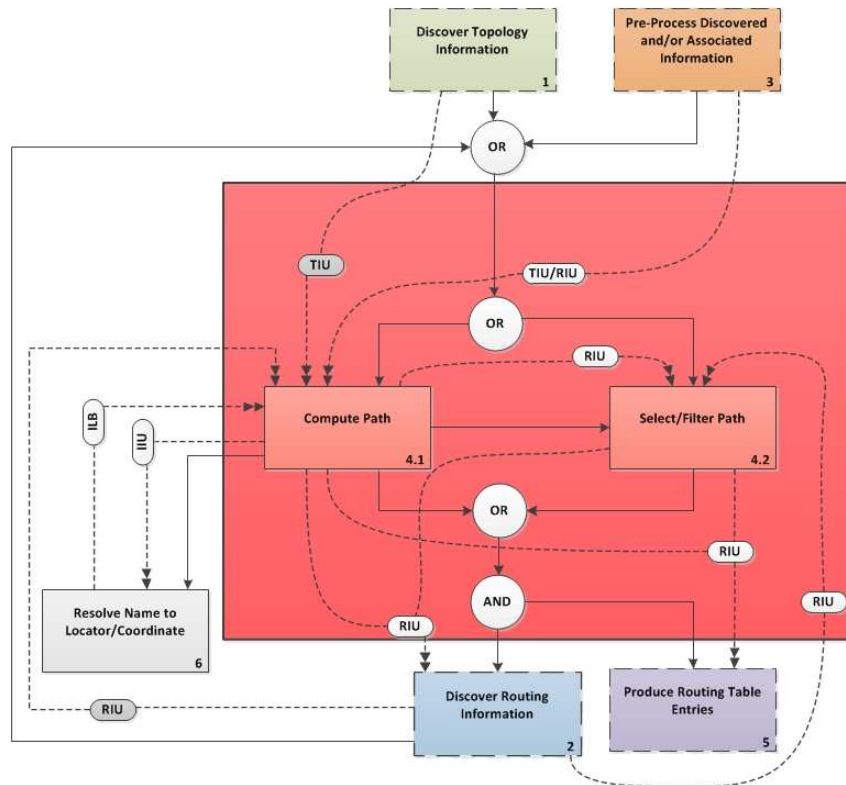 Discover Topology
Information
1
Pre-Process Discovered
and/or Associated
Information
3
OR
TIU
TIU/RIU
OR
RIU
ILB
IIU
Compute Path
4.1
Select/Filter Path
4.2
OR
RIU
AND
RIU
RIU
Resolve Name to
Locator/Coordinate
6
RIU
Discover Routing
Information
2
Produce Routing Table
Entries
5